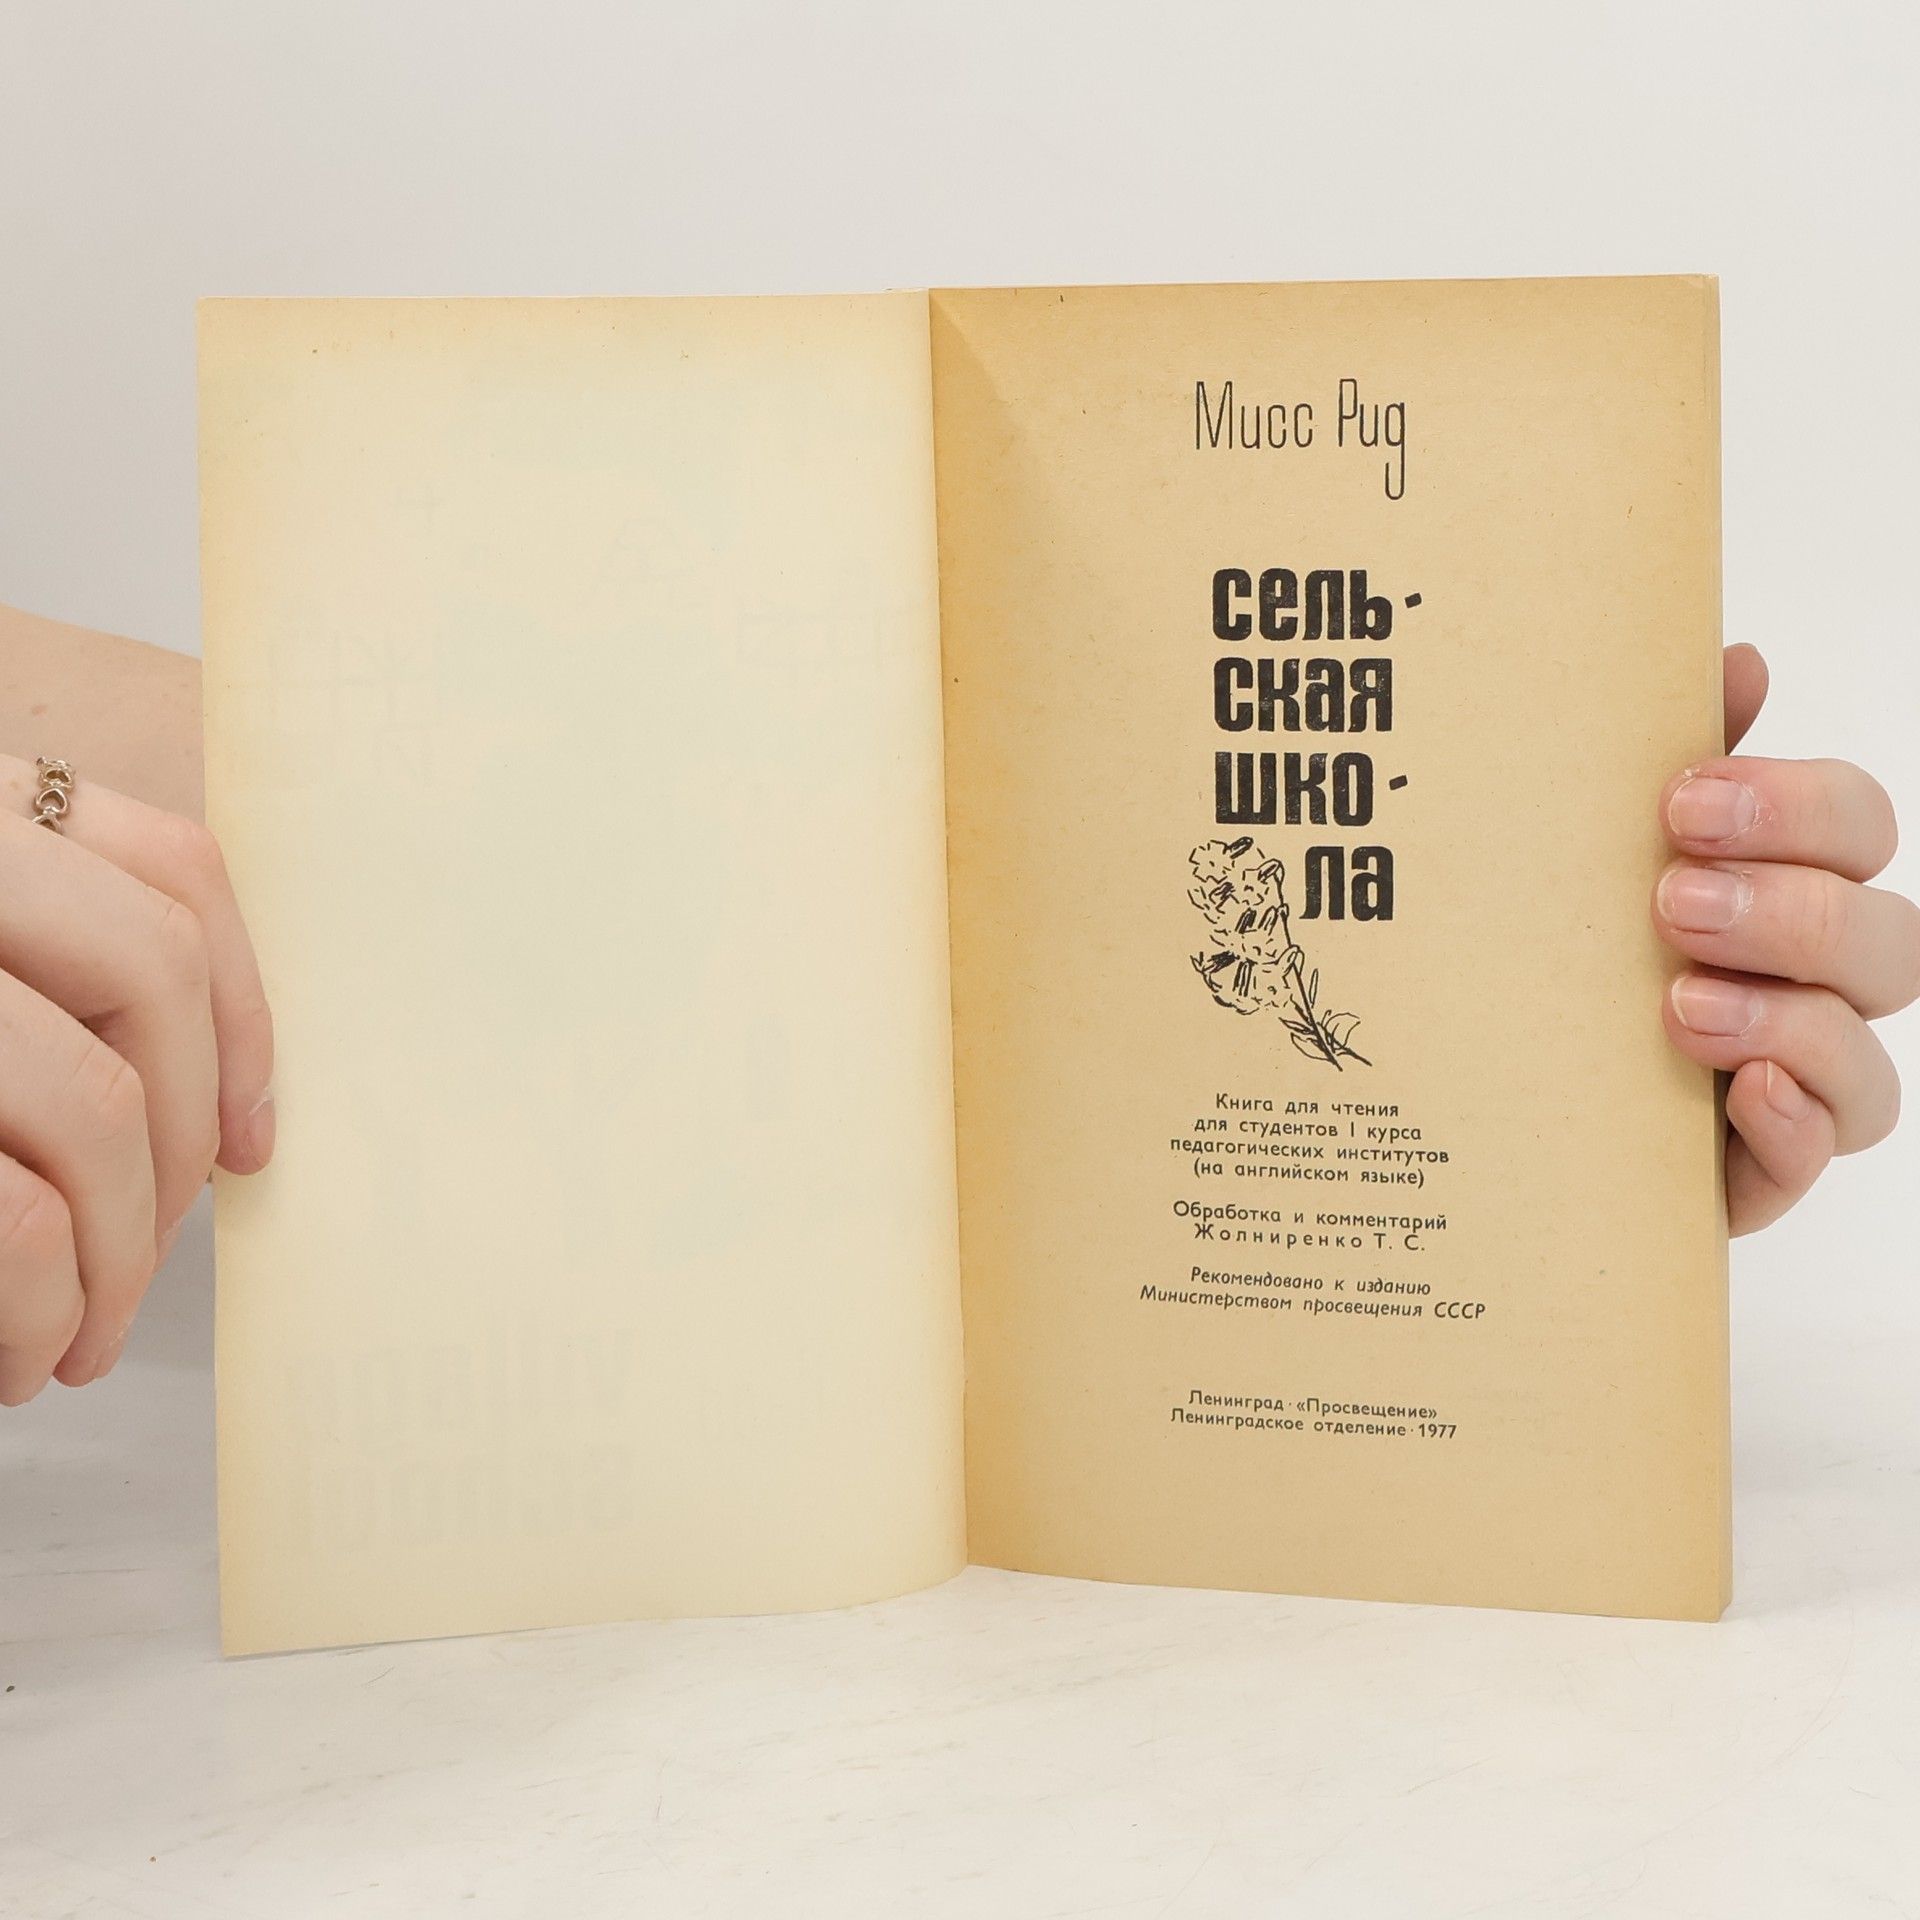 Мисс Рид
сель-
ская
шко-
ла
Книга для чтения
для студентов I курса
педагогических институтов
(на английском языке)
Обработка и комментарий
Жолниренко Т. С.
Рекомендовано к изданию
Министерством просвещения СССР
Ленинград · «Просвещение»
Ленинградское отделение · 1977